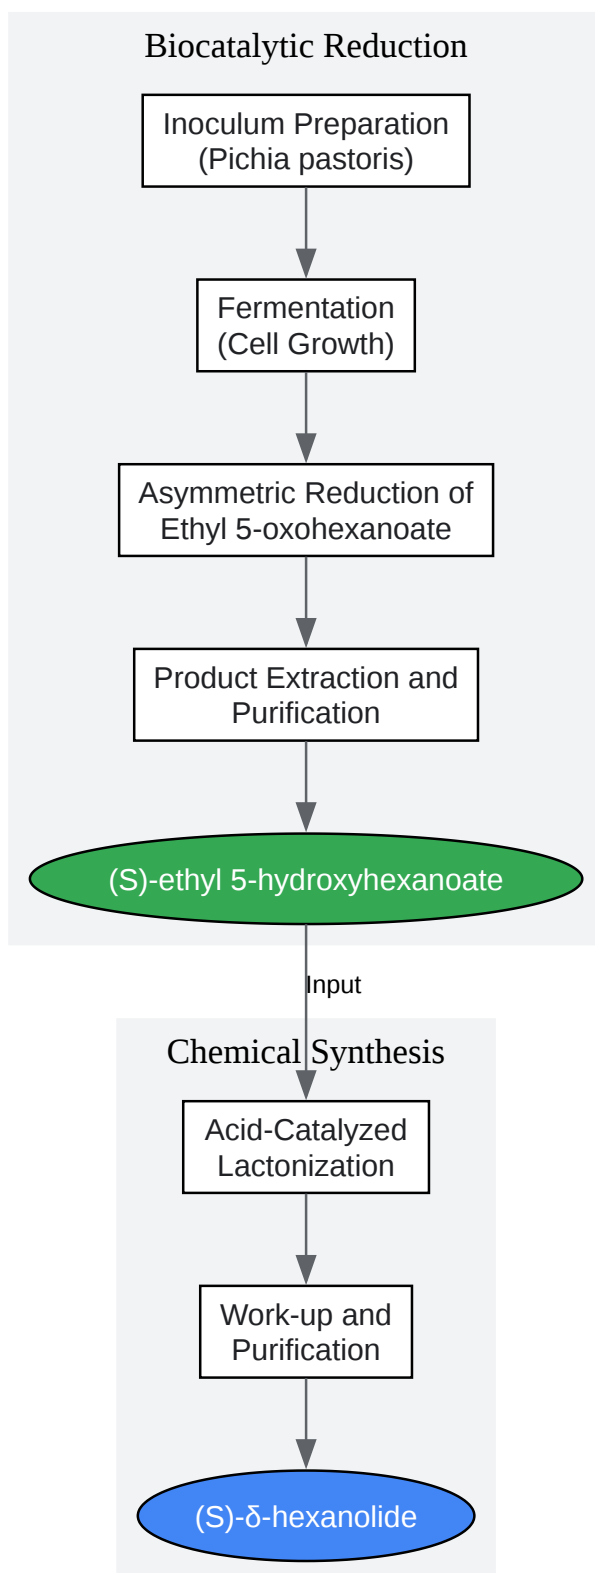 Biocatalytic Reduction
Inoculum Preparation
(Pichia pastoris)
Fermentation
(Cell Growth)
Asymmetric Reduction of
Ethyl 5-oxohexanoate
Product Extraction and
Purification
(S)-ethyl 5-hydroxyhexanoate
Input
Chemical Synthesis
Acid-Catalyzed
Lactonization
Work-up and
Purification
(S)-δ-hexanolide